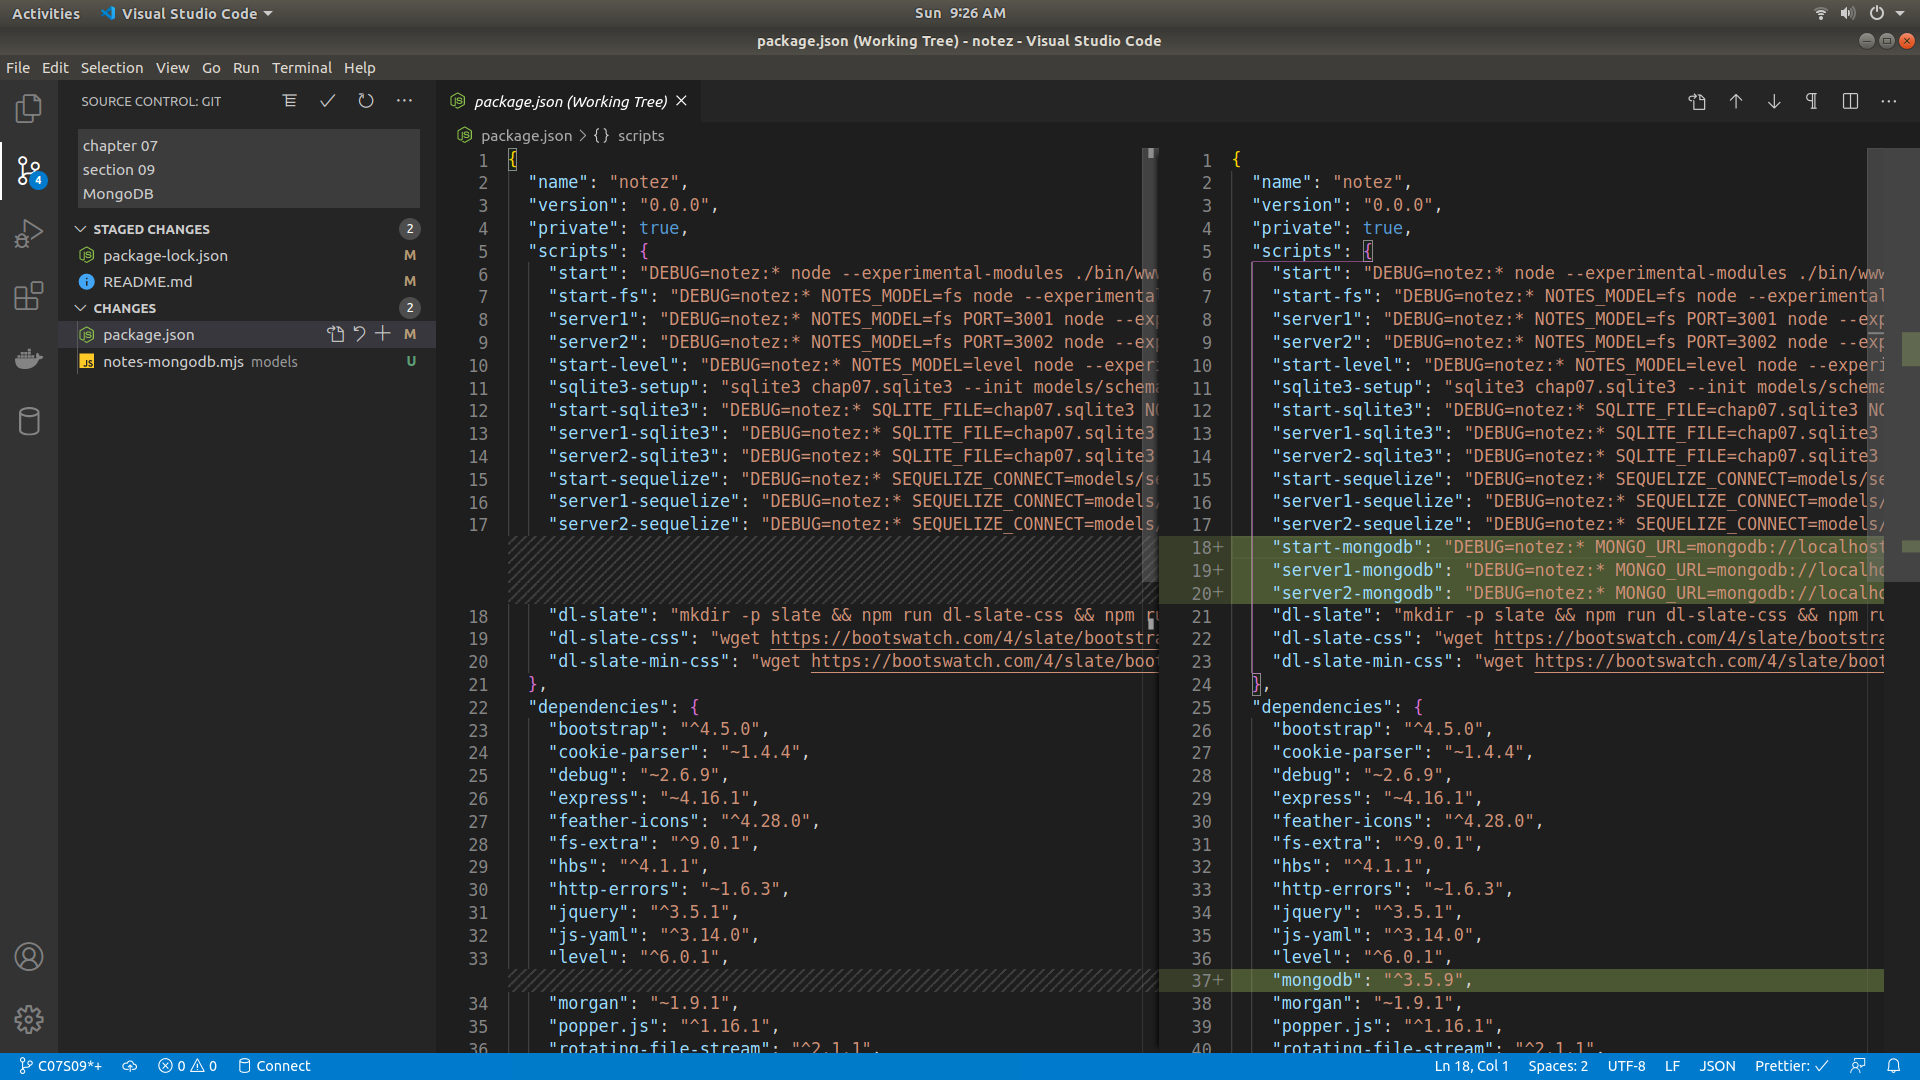 Activities Visual Studio Code Sun 9:26 AM
package.json (Working Tree) - notez - Visual Studio Code
File Edit Selection View Go Run Terminal Help
SOURCE CONTROL: GIT
chapter 07
section 09
MongoDB
STAGED CHANGES 2
package-lock.json M
README.md M
CHANGES 2
package.json M
notes-mongodb.mjs models U
4
package.json (Working Tree)
package.json > {} scripts
1 {
2 "name": "notez",
3 "version": "0.0.0",
4 "private": true,
5 "scripts": {
6 "start": "DEBUG=notez:* node --experimental-modules ./bin/www
7 "start-fs": "DEBUG=notez:* NOTES_MODEL=fs node --experimental
8 "server1": "DEBUG=notez:* NOTES_MODEL=fs PORT=3001 node --exp
9 "server2": "DEBUG=notez:* NOTES_MODEL=fs PORT=3002 node --exp
10 "start-level": "DEBUG=notez:* NOTES_MODEL=level node --experi
11 "sqlite3-setup": "sqlite3 chap07.sqlite3 --init models/schema
12 "start-sqlite3": "DEBUG=notez:* SQLITE_FILE=chap07.sqlite3 NO
13 "server1-sqlite3": "DEBUG=notez:* SQLITE_FILE=chap07.sqlite3
14 "server2-sqlite3": "DEBUG=notez:* SQLITE_FILE=chap07.sqlite3
15 "start-sequelize": "DEBUG=notez:* SEQUELIZE_CONNECT=models/se
16 "server1-sequelize": "DEBUG=notez:* SEQUELIZE_CONNECT=models/
17 "server2-sequelize": "DEBUG=notez:* SEQUELIZE_CONNECT=models/
18 "dl-slate": "mkdir -p slate && npm run dl-slate-css && npm ru
19 "dl-slate-css": "wget https://bootswatch.com/4/slate/bootstra
20 "dl-slate-min-css": "wget https://bootswatch.com/4/slate/boot
21 },
22 "dependencies": {
23 "bootstrap": "^4.5.0",
24 "cookie-parser": "~1.4.4",
25 "debug": "~2.6.9",
26 "express": "~4.16.1",
27 "feather-icons": "^4.28.0",
28 "fs-extra": "^9.0.1",
29 "hbs": "^4.1.1",
30 "http-errors": "~1.6.3",
31 "jquery": "^3.5.1",
32 "js-yaml": "^3.14.0",
33 "level": "^6.0.1",
34 "morgan": "~1.9.1",
35 "popper.js": "^1.16.1",
36 "rotating-file-stream": "^2.1.1",
1 {
2 "name": "notez",
3 "version": "0.0.0",
4 "private": true,
5 "scripts": {
6 "start": "DEBUG=notez:* node --experimental-modules ./bin/www
7 "start-fs": "DEBUG=notez:* NOTES_MODEL=fs node --experimental
8 "server1": "DEBUG=notez:* NOTES_MODEL=fs PORT=3001 node --exp
9 "server2": "DEBUG=notez:* NOTES_MODEL=fs PORT=3002 node --exp
10 "start-level": "DEBUG=notez:* NOTES_MODEL=level node --experi
11 "sqlite3-setup": "sqlite3 chap07.sqlite3 --init models/schema
12 "start-sqlite3": "DEBUG=notez:* SQLITE_FILE=chap07.sqlite3 NO
13 "server1-sqlite3": "DEBUG=notez:* SQLITE_FILE=chap07.sqlite3
14 "server2-sqlite3": "DEBUG=notez:* SQLITE_FILE=chap07.sqlite3
15 "start-sequelize": "DEBUG=notez:* SEQUELIZE_CONNECT=models/se
16 "server1-sequelize": "DEBUG=notez:* SEQUELIZE_CONNECT=models/
17 "server2-sequelize": "DEBUG=notez:* SEQUELIZE_CONNECT=models/
18+ "start-mongodb": "DEBUG=notez:* MONGO_URL=mongodb://localhost
19+ "server1-mongodb": "DEBUG=notez:* MONGO_URL=mongodb://localho
20+ "server2-mongodb": "DEBUG=notez:* MONGO_URL=mongodb://localho
21 "dl-slate": "mkdir -p slate && npm run dl-slate-css && npm ru
22 "dl-slate-css": "wget https://bootswatch.com/4/slate/bootstra
23 "dl-slate-min-css": "wget https://bootswatch.com/4/slate/boot
24 },
25 "dependencies": {
26 "bootstrap": "^4.5.0",
27 "cookie-parser": "~1.4.4",
28 "debug": "~2.6.9",
29 "express": "~4.16.1",
30 "feather-icons": "^4.28.0",
31 "fs-extra": "^9.0.1",
32 "hbs": "^4.1.1",
33 "http-errors": "~1.6.3",
34 "jquery": "^3.5.1",
35 "js-yaml": "^3.14.0",
36 "level": "^6.0.1",
37+ "mongodb": "^3.5.9",
38 "morgan": "~1.9.1",
39 "popper.js": "^1.16.1",
40 "rotating-file-stream": "^2.1.1",
C07S09*+ 0 0 Connect Ln 18, Col 1 Spaces: 2 UTF-8 LF JSON Prettier: ✓